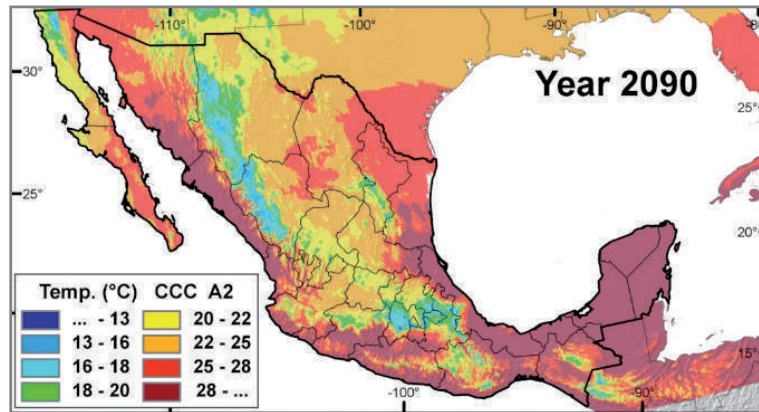 -110° -100° -90° -80
30° Year 2090
25°
25°
20°
Temp. (°C) CCC A2
... - 13 20 - 22
13 - 16 22 - 25
16 - 18 25 - 28
18 - 20 28 - ...
15°
-100° -90°